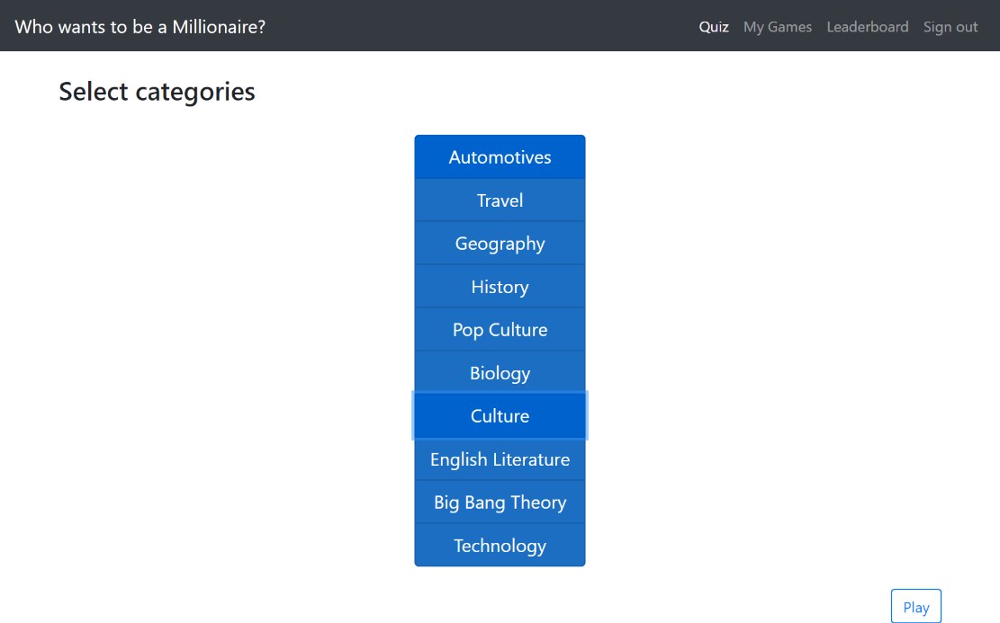 Who wants to be a Millionaire? Quiz My Games Leaderboard Sign out
Select categories
Automotives
Travel
Geography
History
Pop Culture
Biology
Culture
English Literature
Big Bang Theory
Technology
Play